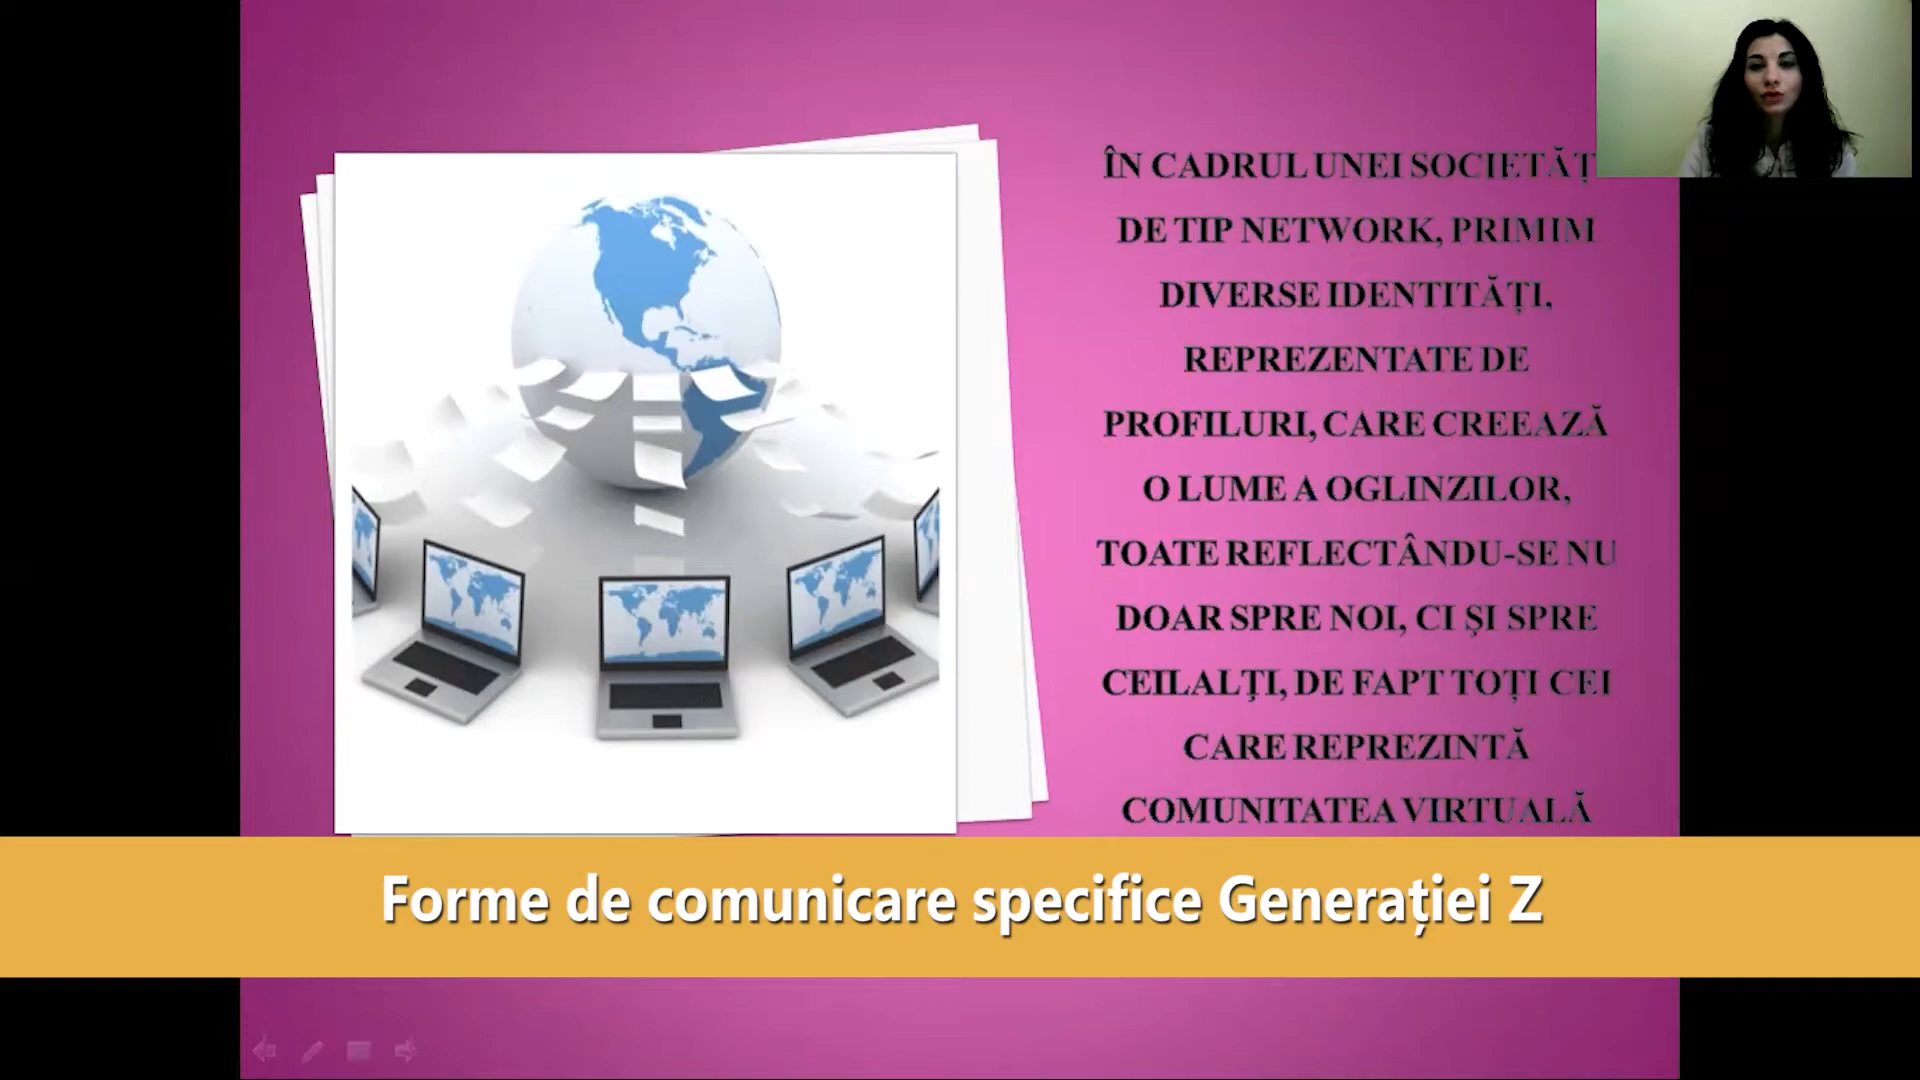 ÎN CADRUL UNEI SOCIETĂȚ
DE TIP NETWORK, PRIMIM
DIVERSE IDENTITĂȚI,
REPREZENTATE DE
PROFILURI, CARE CREEAZĂ
O LUME A OGLINZILOR,
TOATE REFLECTÂNDU-SE NU
DOAR SPRE NOI, CI ŞI SPRE
CEILALȚI, DE FAPT TOȚI CEI
CARE REPREZINTĂ
COMUNITATEA VIRTUALĂ
Forme de comunicare specifice Generației Z